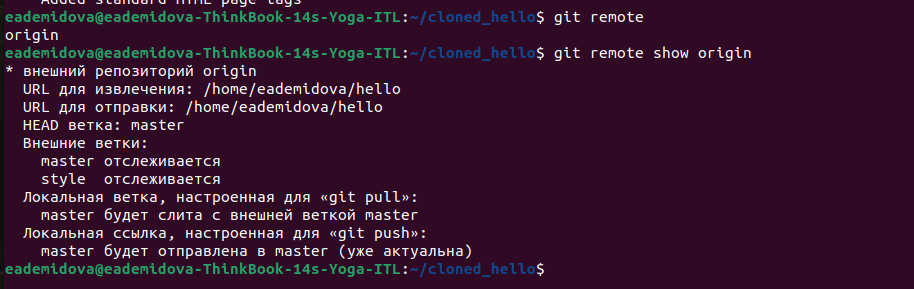 Added standard HTML page tags
eademidova@eademidova-ThinkBook-14s-Yoga-ITL:~/cloned_hello$ git remote
origin
eademidova@eademidova-ThinkBook-14s-Yoga-ITL:~/cloned_hello$ git remote show origin
* внешний репозиторий origin
  URL для извлечения: /home/eademidova/hello
  URL для отправки: /home/eademidova/hello
  HEAD ветка: master
  Внешние ветки:
    master отслеживается
    style  отслеживается
  Локальная ветка, настроенная для «git pull»:
    master будет слита с внешней веткой master
  Локальная ссылка, настроенная для «git push»:
    master будет отправлена в master (уже актуальна)
eademidova@eademidova-ThinkBook-14s-Yoga-ITL:~/cloned_hello$